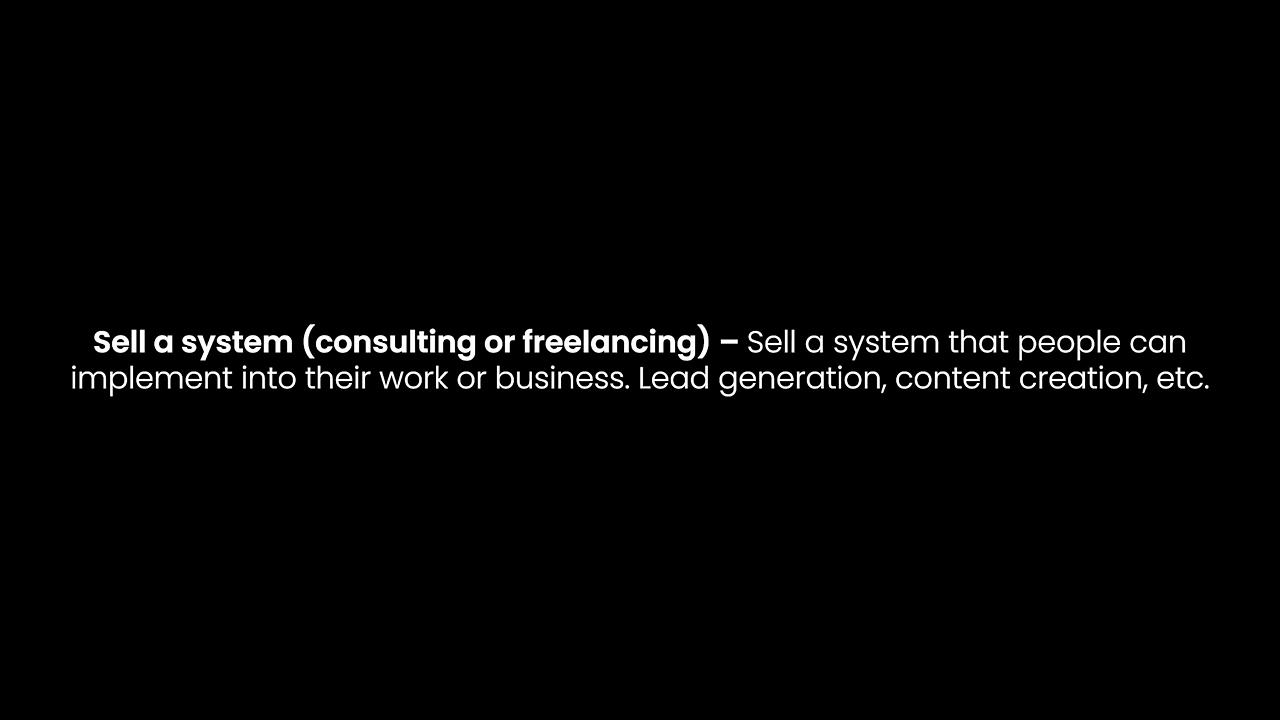 Sell a system (consulting or freelancing) – Sell a system that people can
implement into their work or business. Lead generation, content creation, etc.